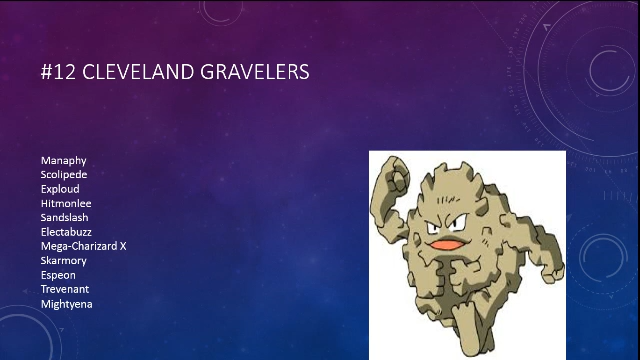 #12 CLEVELAND GRAVELERS
Manaphy
Scolipede
Exploud
Hitmonlee
Sandslash
Electabuzz
Mega-Charizard X
Skarmory
Espeon
Trevenant
Mightyena